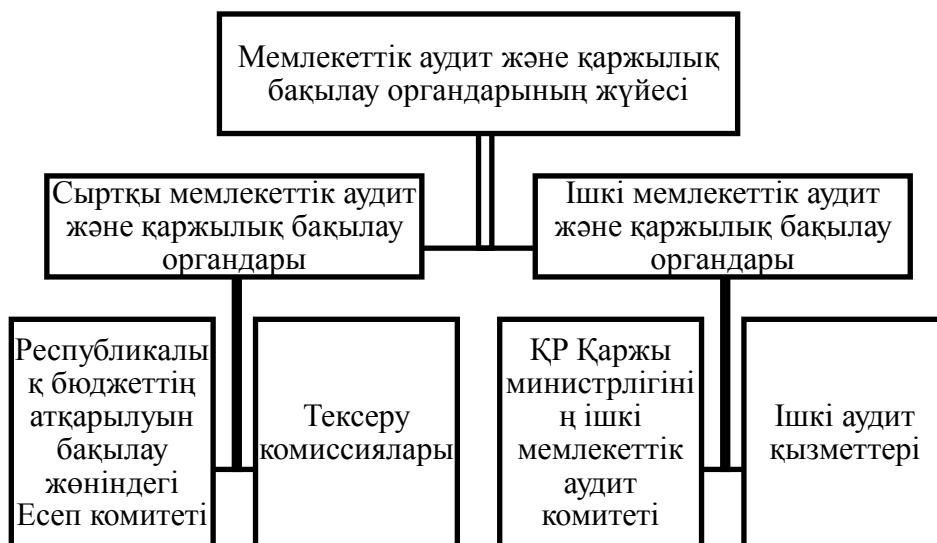 Мемлекеттік аудит және қаржылық
бақылау органдарының жүйесі
Сыртқы мемлекеттік аудит
және қаржылық бақылау
органдары
Ішкі мемлекеттік аудит
және қаржылық бақылау
органдары
Республикалы
қ бюджеттің
атқарылуын
бақылау
жөніндегі
Есеп комитеті
Тексеру
комиссиялары
ҚР Қаржы
министрлігіні
ң ішкі
мемлекеттік
аудит
комитеті
Ішкі аудит
қызметтері